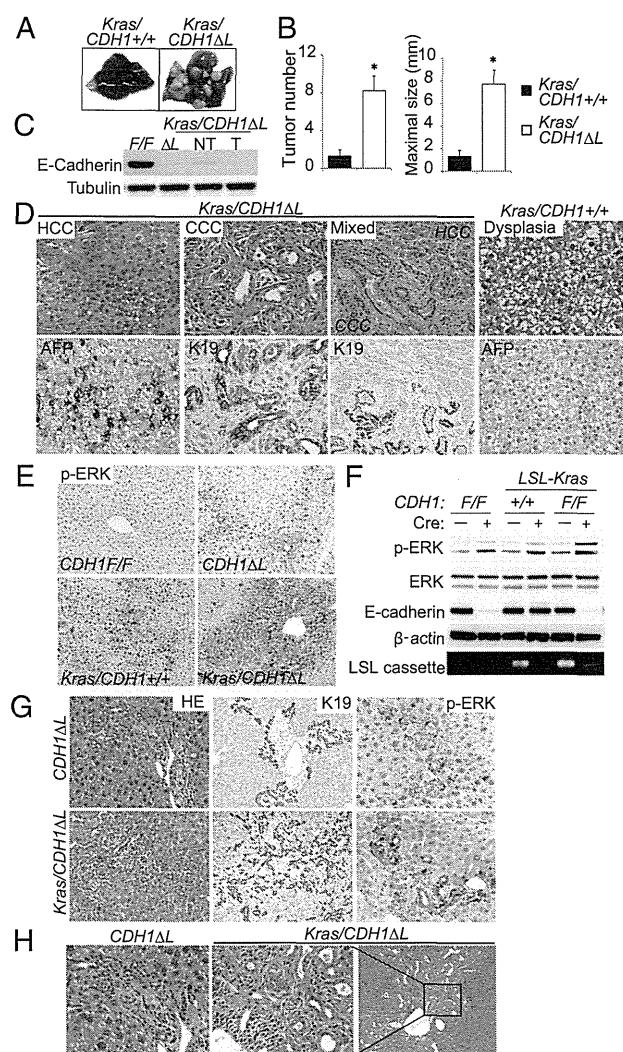 A
Kras/ CDH1+/+
Kras/ CDH1ΔL
B
Tumor number
12
8
4
0
*
Maximal size (mm)
10
8
6
4
2
0
*
Kras/ CDH1+/+
Kras/ CDH1ΔL
C
Kras/CDH1ΔL
F/F ΔL NT T
E-Cadherin
Tubulin
D
Kras/CDH1ΔL
Kras/CDH1+/+
HCC
CCC
Mixed
HCC
CCC
Dysplasia
AFP
K19
K19
AFP
E
p-ERK
CDH1F/F
CDH1ΔL
Kras/CDH1+/+
Kras/CDH1ΔL
F
LSL-Kras
CDH1: F/F +/+ F/F
Cre: — + — + — +
p-ERK
ERK
E-cadherin
β-actin
LSL cassette
G
HE
K19
p-ERK
CDH1ΔL
Kras/CDH1ΔL
H
CDH1ΔL
Kras/CDH1ΔL